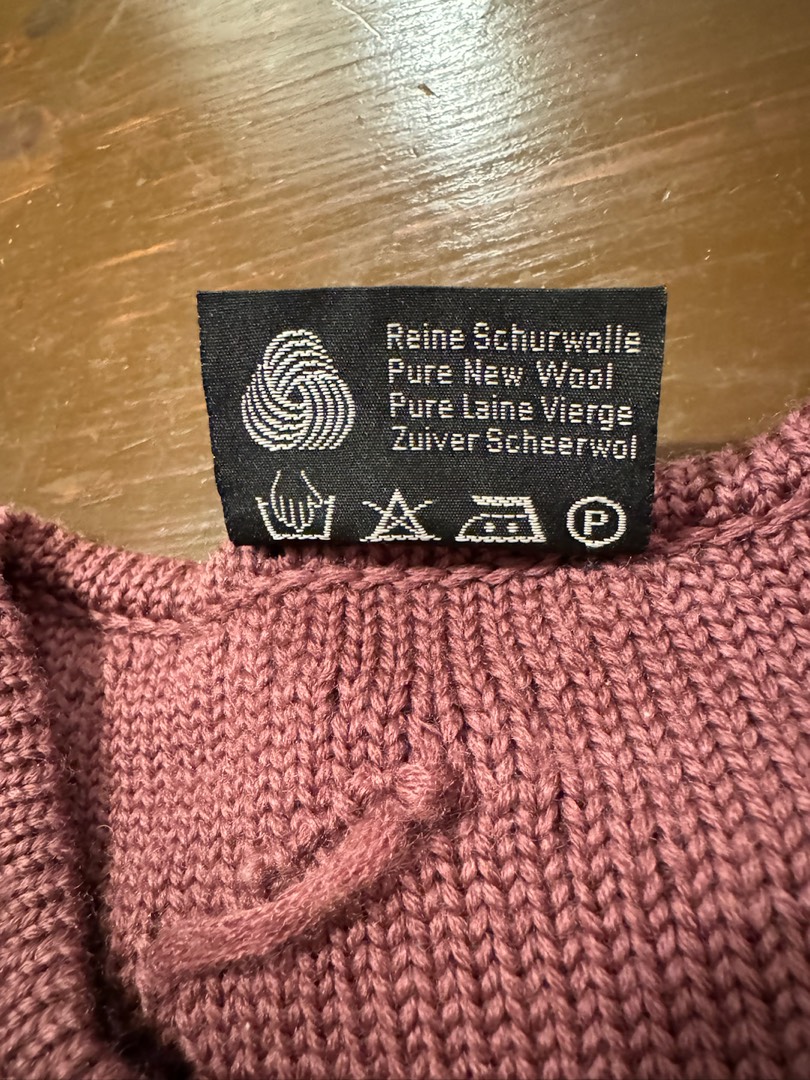 Reine Schurwolle
Pure New Wool
Pure Laine Vierge
Zuiver Scheerwol
P